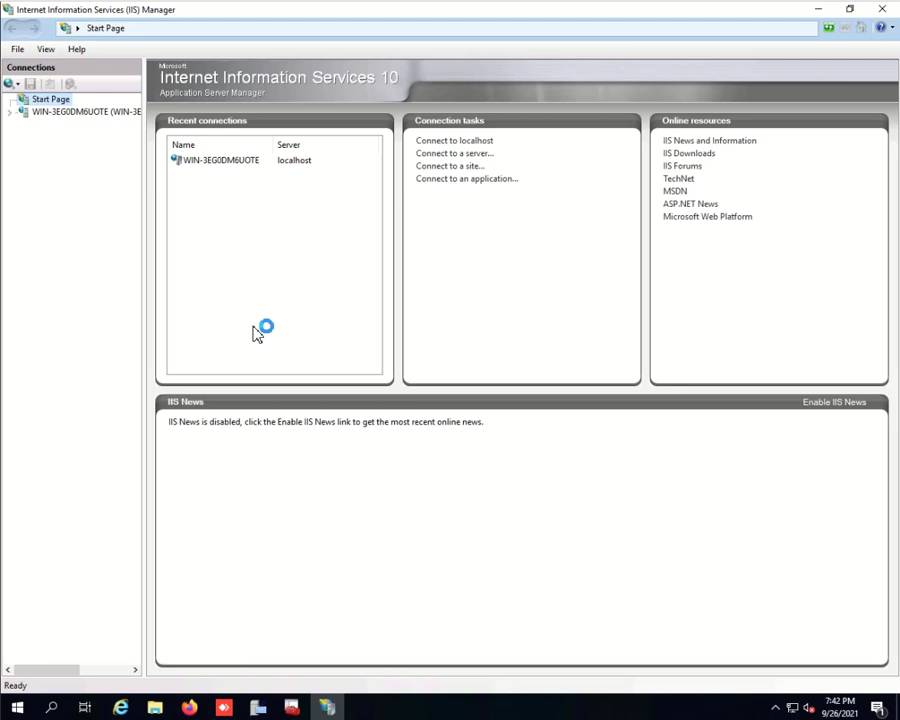 Internet Information Services (IIS) Manager
Start Page
File View Help
Connections
Start Page
WIN-3EG0DM6UOTE (WIN-3E
Microsoft
Internet Information Services 10
Application Server Manager
Recent connections
Name Server
WIN-3EG0DM6UOTE localhost
Connection tasks
Connect to localhost
Connect to a server...
Connect to a site...
Connect to an application...
Online resources
IIS News and Information
IIS Downloads
IIS Forums
TechNet
MSDN
ASP.NET News
Microsoft Web Platform
IIS News Enable IIS News
IIS News is disabled, click the Enable IIS News link to get the most recent online news.
Ready
7:42 PM
9/26/2021
1